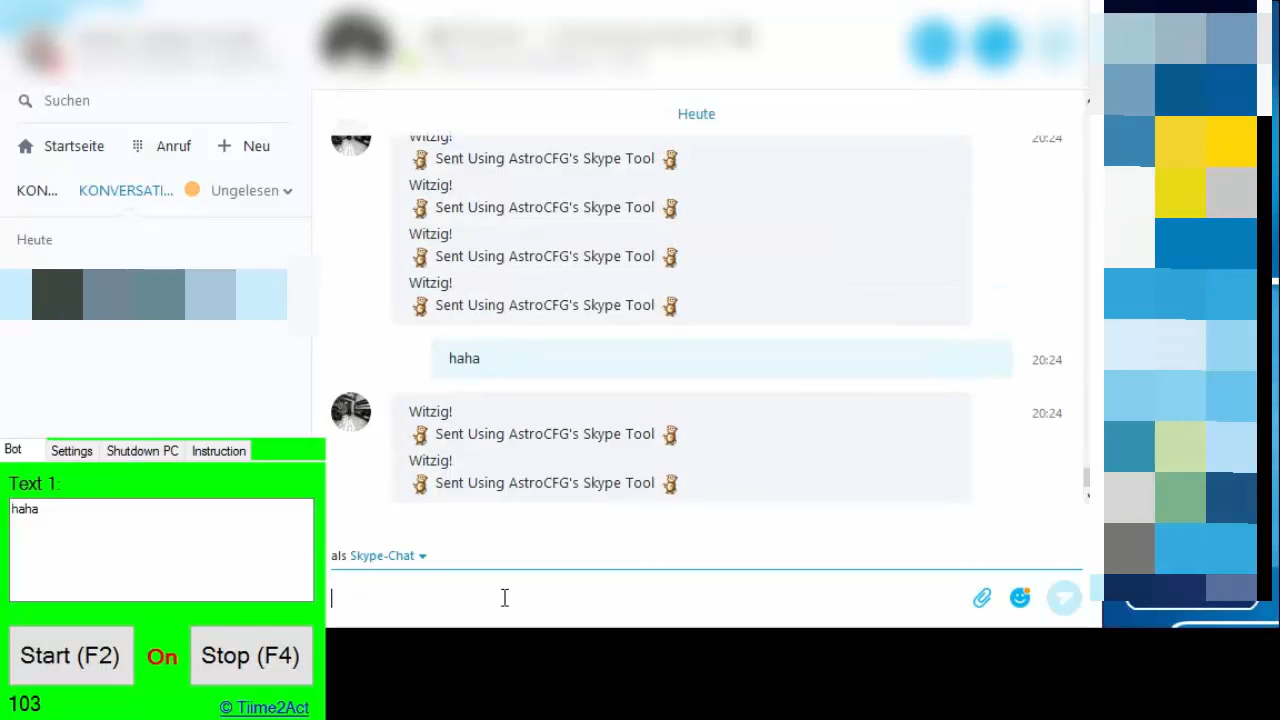 Suchen
Startseite
Anruf
Neu
KON...
KONVERSATI...
Ungelesen
Heute
Heute
Witzig!
20:24
Sent Using AstroCFG's Skype Tool
Witzig!
Sent Using AstroCFG's Skype Tool
Witzig!
Sent Using AstroCFG's Skype Tool
Witzig!
Sent Using AstroCFG's Skype Tool
haha
20:24
Witzig!
20:24
Sent Using AstroCFG's Skype Tool
Witzig!
Sent Using AstroCFG's Skype Tool
als Skype-Chat
Bot
Settings
Shutdown PC
Instruction
Text 1:
haha
Start (F2)
On
Stop (F4)
103
© Tiime2Act